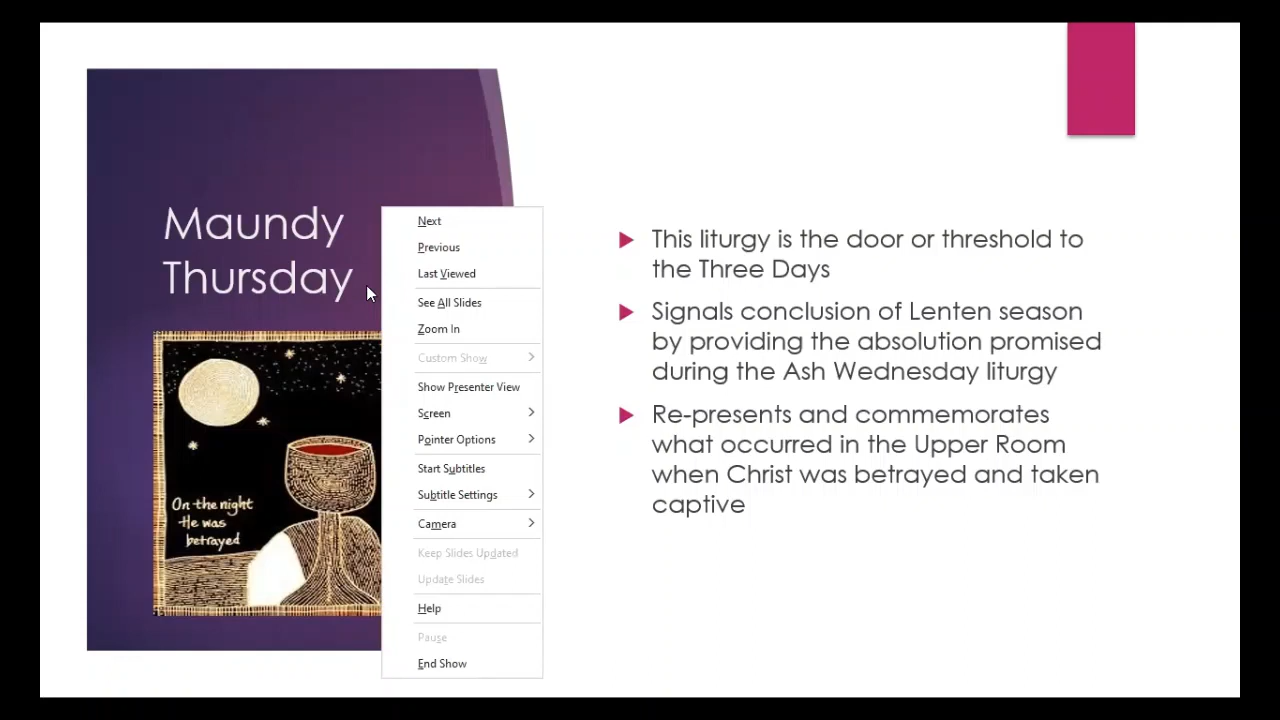 Maundy
Thursday
On the night
He was
betrayed
Next
Previous
Last Viewed
See All Slides
Zoom In
Custom Show
Show Presenter View
Screen
Pointer Options
Start Subtitles
Subtitle Settings
Camera
Keep Slides Updated
Update Slides
Help
Pause
End Show
This liturgy is the door or threshold to
the Three Days
Signals conclusion of Lenten season
by providing the absolution promised
during the Ash Wednesday liturgy
Re-presents and commemorates
what occurred in the Upper Room
when Christ was betrayed and taken
captive